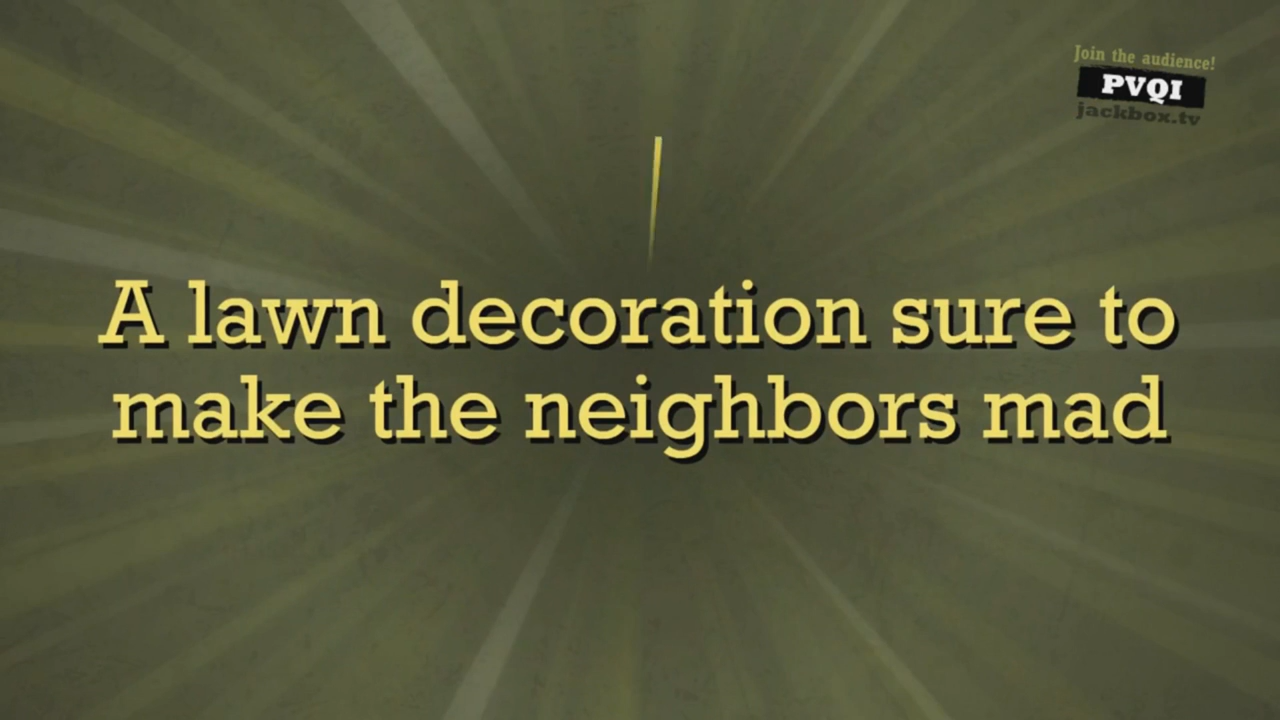 Join the audience!
PVQI
jackbox.tv
A lawn decoration sure to
make the neighbors mad